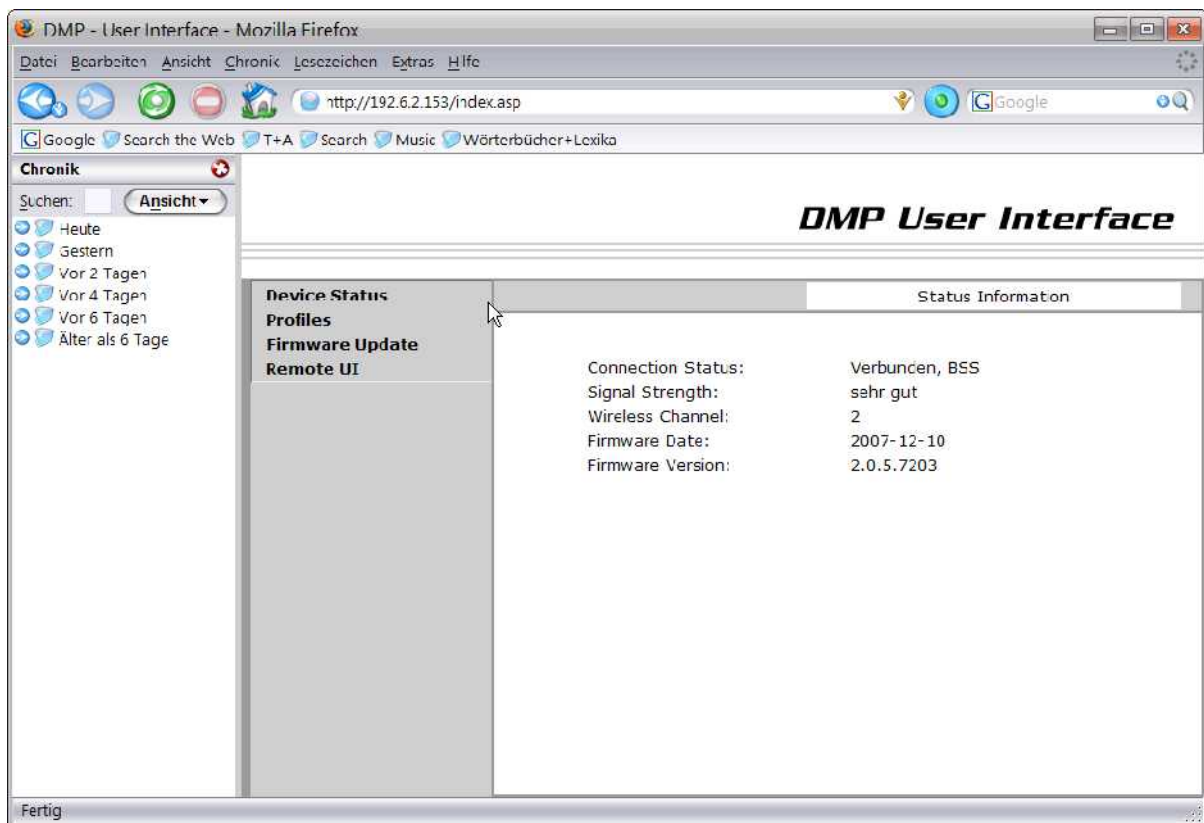 DMP - User Interface - Mozilla Firefox
Datei Bearbeiten Ansicht Chronik Lesezeichen Extras Hilfe
http://192.6.2.153/index.asp
G Google
G Google Search the Web T+A Search Music Wörterbücher+Lexika
Chronik
Suchen: Ansicht
Heute
Gestern
Vor 2 Tagen
Vor 4 Tagen
Vor 6 Tagen
Älter als 6 Tage
DMP User Interface
Device Status
Profiles
Firmware Update
Remote UI
Status Information
Connection Status: Verbunden, BSS
Signal Strength: sehr gut
Wireless Channel: 2
Firmware Date: 2007-12-10
Firmware Version: 2.0.5.7203
Fertig